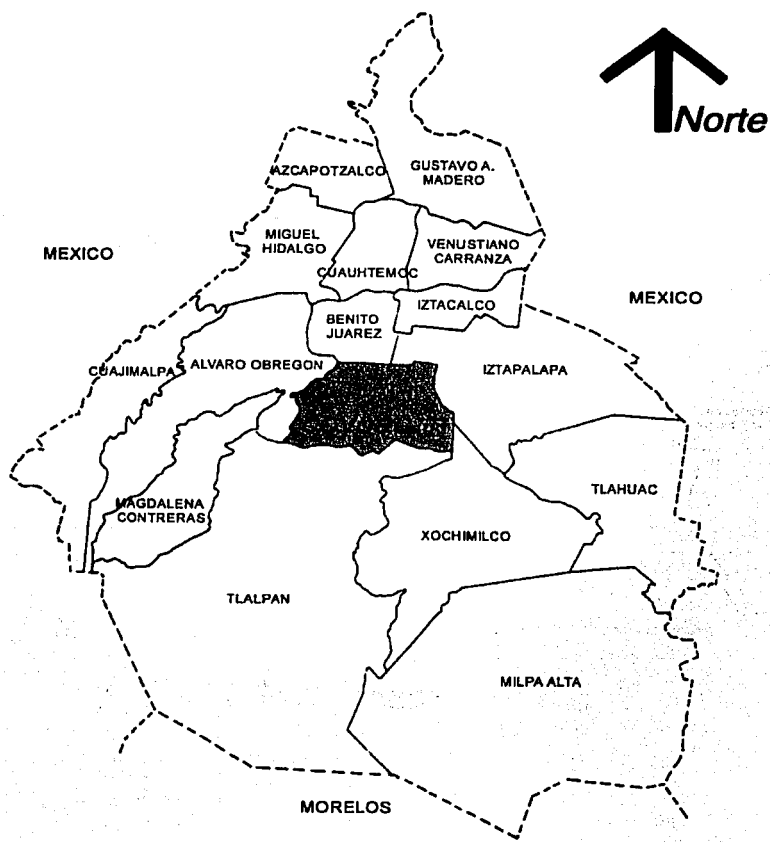 Norte
AZCAPOTZALCO
GUSTAVO A.
MADERO
MIGUEL
HIDALGO
VENUSTIANO
CARRANZA
MEXICO
CUAUHTEMOC
IZTACALCO
MEXICO
BENITO
JUAREZ
CUAJIMALPA
ALVARO OBREGON
IZTAPALAPA
TLAHUAC
MAGDALENA
CONTRERAS
XOCHIMILCO
TLALPAN
MILPA ALTA
MORELOS